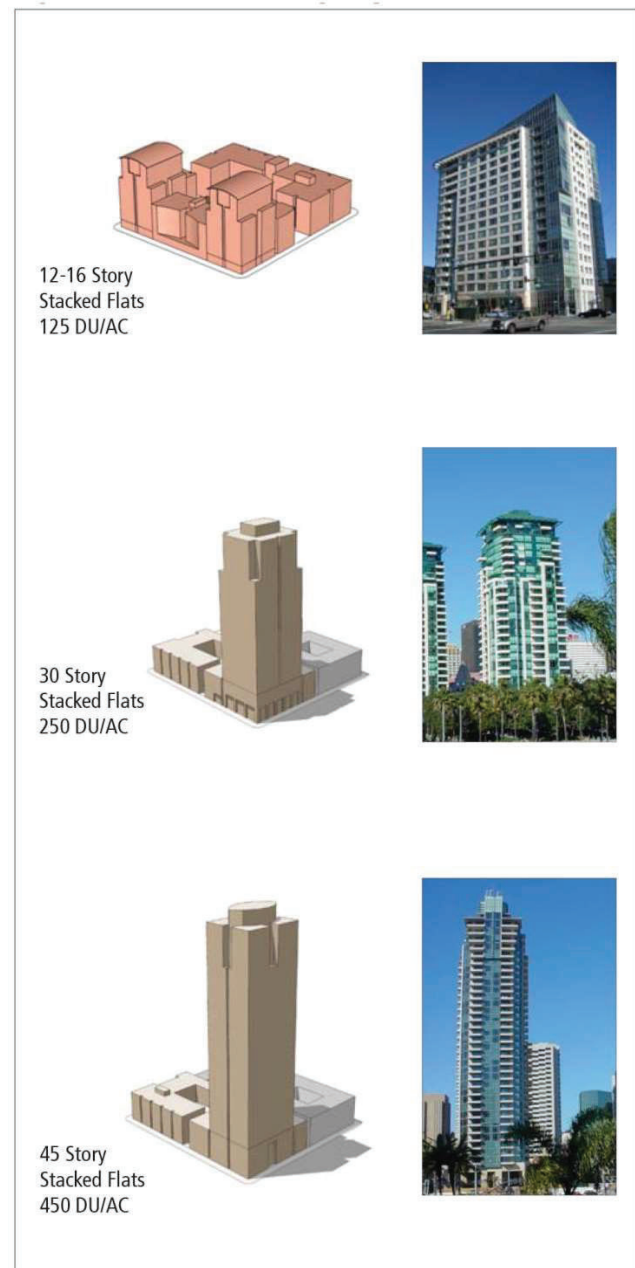 12-16 Story
Stacked Flats
125 DU/AC
30 Story
Stacked Flats
250 DU/AC
45 Story
Stacked Flats
450 DU/AC